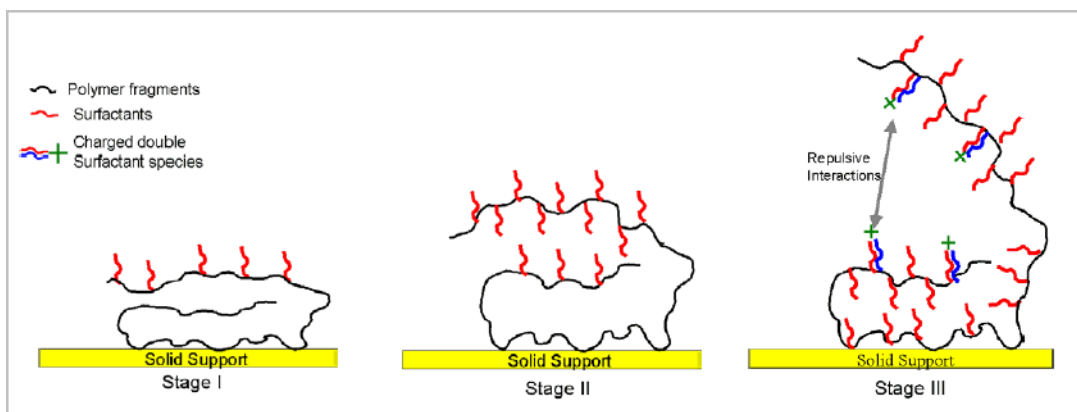 Polymer fragments
Surfactants
Charged double
Surfactant species
Repulsive
Interactions
Solid Support
Stage I
Solid Support
Stage II
Solid Support
Stage III